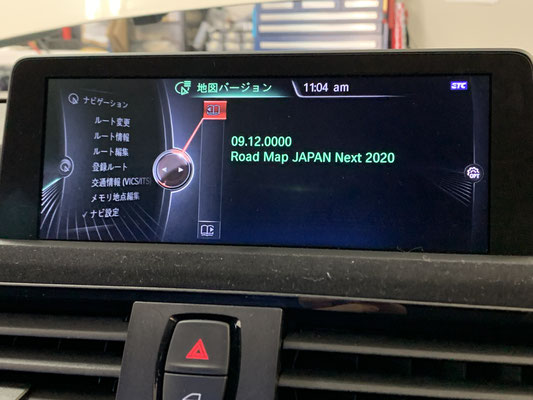 地図バージョン
11:04 am
ETC
ナビゲーション
ルート変更
ルート情報
ルート編集
登録ルート
交通情報 (VICS/ITS)
メモリ地点編集
✓ ナビ設定
09.12.0000
Road Map JAPAN Next 2020
OFF